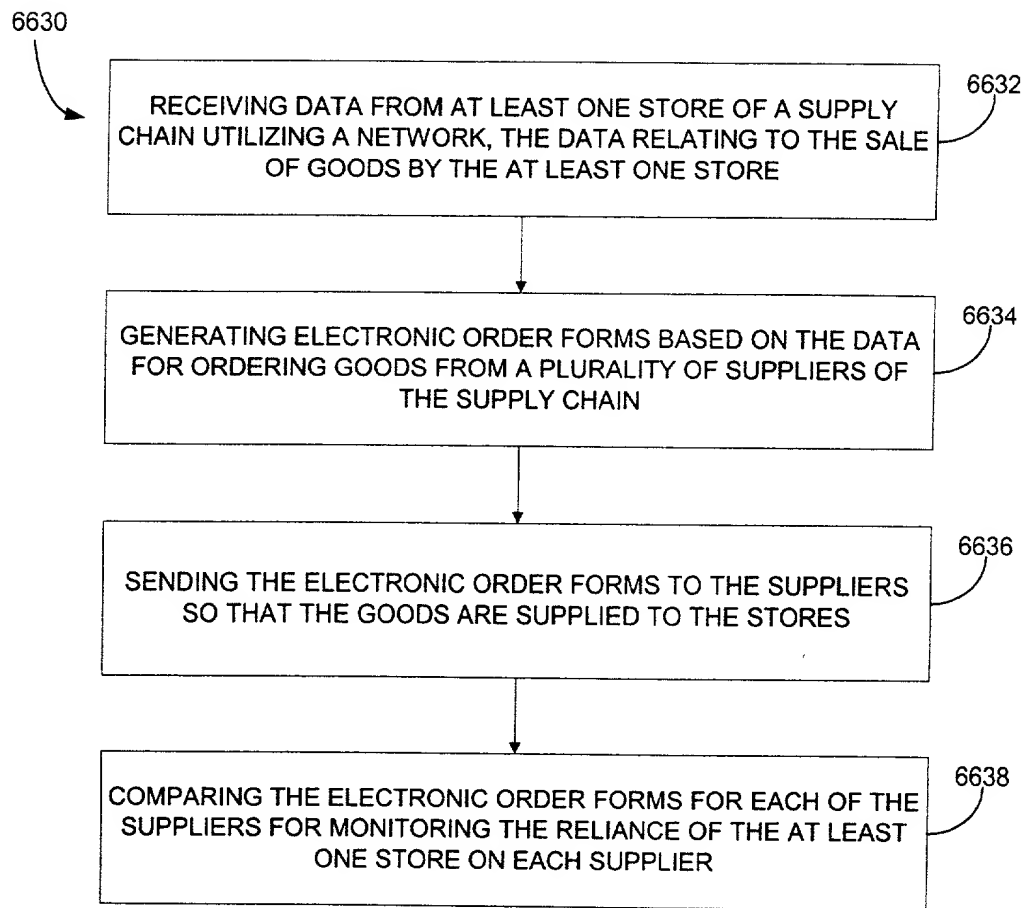 6630
6632
RECEIVING DATA FROM AT LEAST ONE STORE OF A SUPPLY
CHAIN UTILIZING A NETWORK, THE DATA RELATING TO THE SALE
OF GOODS BY THE AT LEAST ONE STORE
6634
GENERATING ELECTRONIC ORDER FORMS BASED ON THE DATA
FOR ORDERING GOODS FROM A PLURALITY OF SUPPLIERS OF
THE SUPPLY CHAIN
6636
SENDING THE ELECTRONIC ORDER FORMS TO THE SUPPLIERS
SO THAT THE GOODS ARE SUPPLIED TO THE STORES
6638
COMPARING THE ELECTRONIC ORDER FORMS FOR EACH OF THE
SUPPLIERS FOR MONITORING THE RELIANCE OF THE AT LEAST
ONE STORE ON EACH SUPPLIER